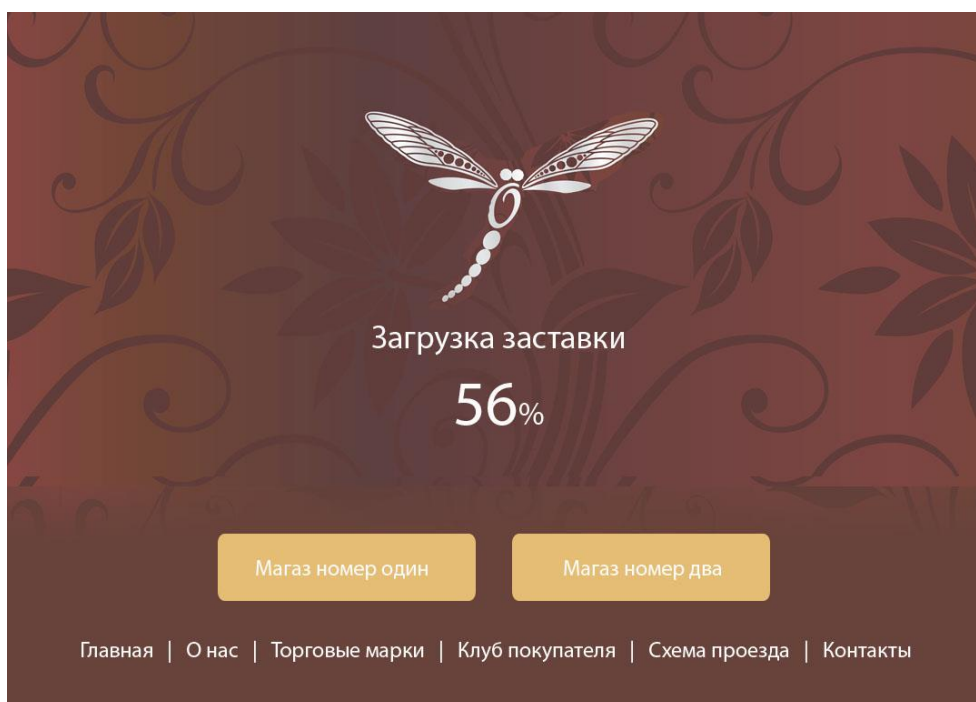 Загрузка заставки
56%
Магаз номер один
Магаз номер два
Главная | О нас | Торговые марки | Клуб покупателя | Схема проезда | Контакты